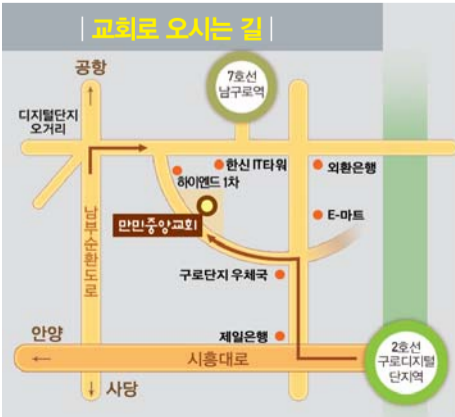 교회로 오시는 길
공항
7호선
남구로역
디지털단지
오거리
한신 IT타워
외환은행
하이엔드 1차
E-마트
만민중앙교회
남부순환도로
구로단지 우체국
안양
제일은행
시흥대로
2호선
구로디지털
단지역
사당